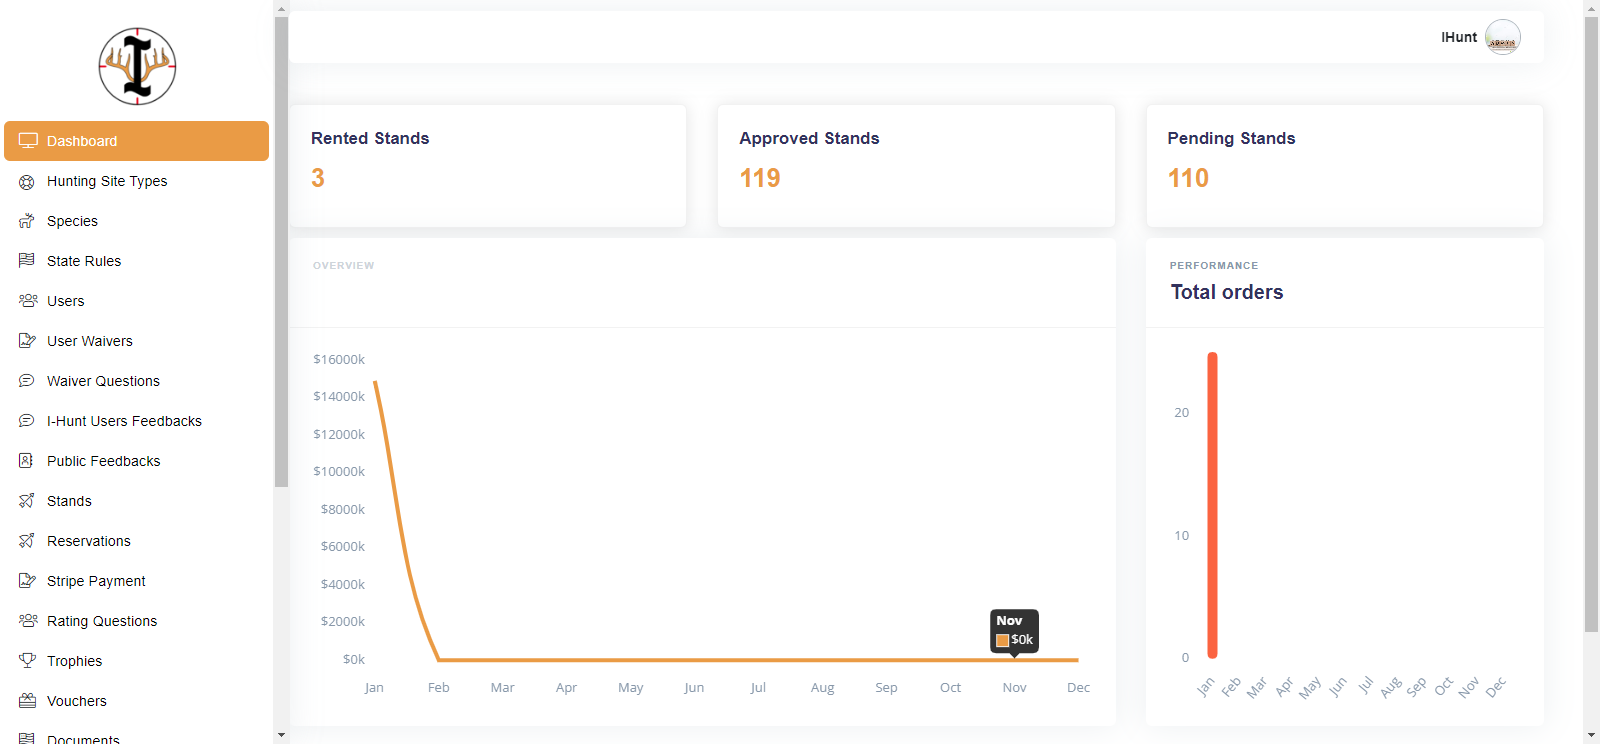 I
IHunt
Dashboard
Hunting Site Types
Species
State Rules
Users
User Waivers
Waiver Questions
I-Hunt Users Feedbacks
Public Feedbacks
Stands
Reservations
Stripe Payment
Rating Questions
Trophies
Vouchers
Documents
Rented Stands
3
Approved Stands
119
Pending Stands
110
OVERVIEW
$16000k
$14000k
$12000k
$10000k
$8000k
$6000k
$4000k
$2000k
$0k
Nov
$0k
Jan Feb Mar Apr May Jun Jul Aug Sep Oct Nov Dec
PERFORMANCE
Total orders
20
10
0
Jan Feb Mar Apr May Jun Jul Aug Sep Oct Nov Dec